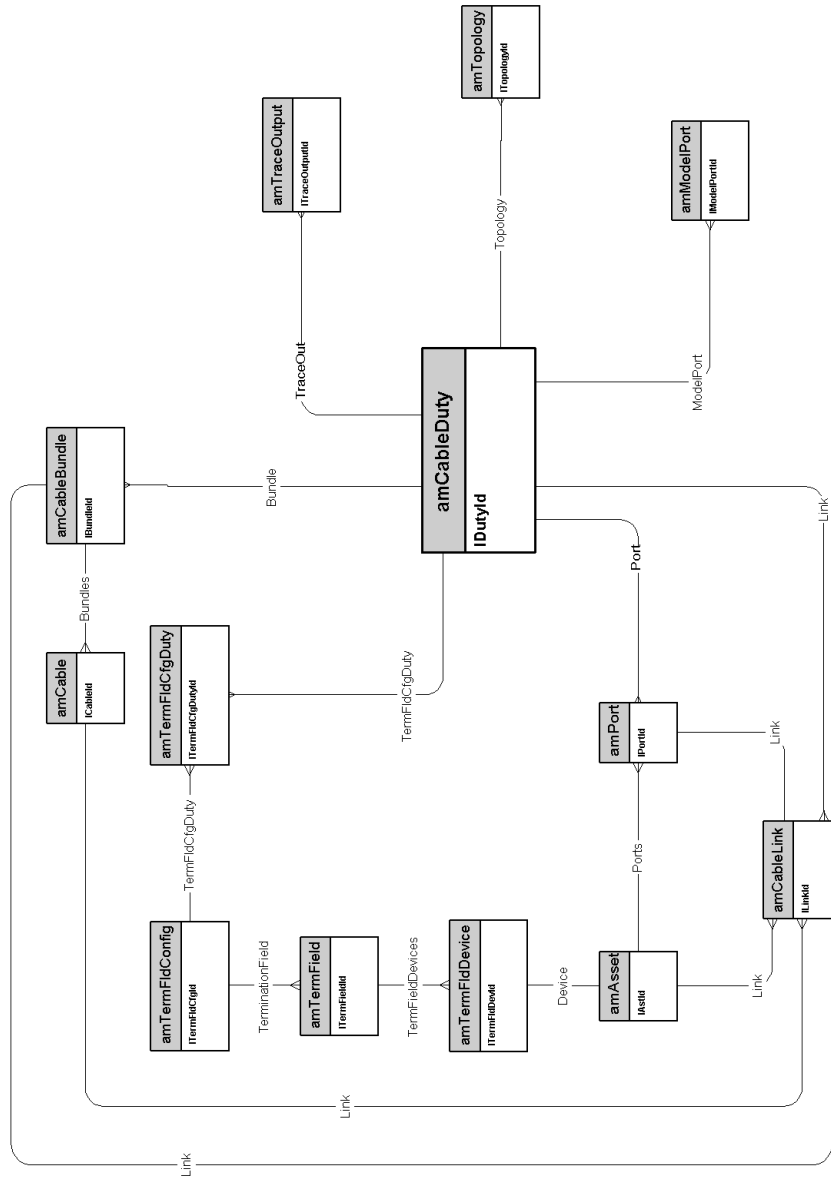 amTraceOutput
lTraceOutputId
amTopology
lTopologyId
amModelPort
lModelPortId
TraceOut
Topology
ModelPort
amCableDuty
lDutyId
amCableBundle
lBundleId
Bundle
Bundles
amCable
lCableId
amTermFldCfgDuty
lTermFldCfgDutyId
TermFldCfgDuty
TermFldCfgDuty
Port
Link
amPort
lPortId
Link
Ports
amCableLink
lLinkId
amTermFldConfig
lTermFldCfgId
TerminationField
amTermField
lTermFieldId
TermFieldDevices
amTermFldDevice
lTermFldDevId
Device
amAsset
lAstId
Link
Link
Link